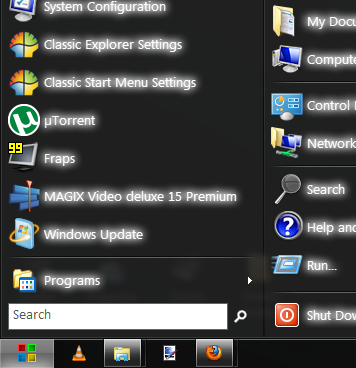 System Configuration
Classic Explorer Settings
Classic Start Menu Settings
µTorrent
99
Fraps
MAGIX Video deluxe 15 Premium
Windows Update
Programs
Search
My Docu
Compute
Control
Network
Search
Help and
Run...
Shut Dow